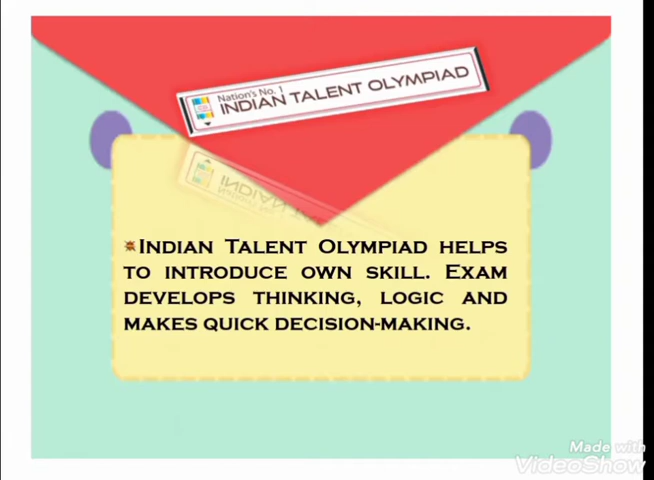 Nation's No. 1
INDIAN TALENT OLYMPIAD
INDIAN TALENT OLYMPIAD HELPS
TO INTRODUCE OWN SKILL. EXAM
DEVELOPS THINKING, LOGIC AND
MAKES QUICK DECISION-MAKING.
Made with
VideoShow